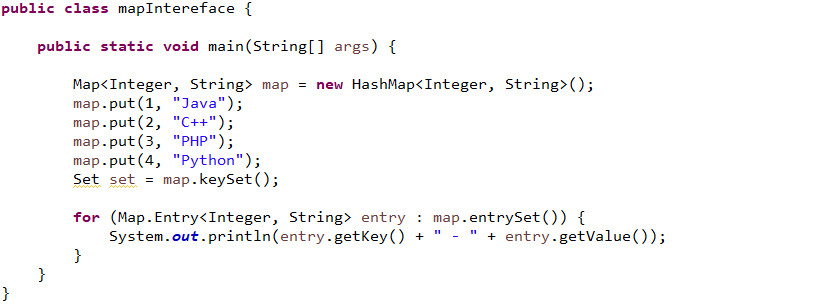 public class mapIntereface {
public static void main(String[] args) {
Map<Integer, String> map = new HashMap<Integer, String>();
map.put(1, "Java");
map.put(2, "C++");
map.put(3, "PHP");
map.put(4, "Python");
Set set = map.keySet();
for (Map.Entry<Integer, String> entry : map.entrySet()) {
System.out.println(entry.getKey() + " - " + entry.getValue());
}
}
}